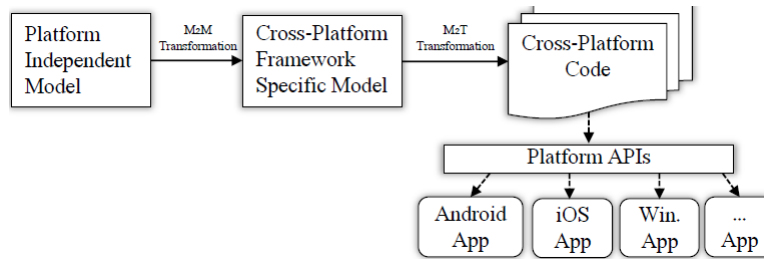 Platform
Independent
Model
M2M
Transformation
Cross-Platform
Framework
Specific Model
M2T
Transformation
Cross-Platform
Code
Platform APIs
Android
App
iOS
App
Win.
App
...
App